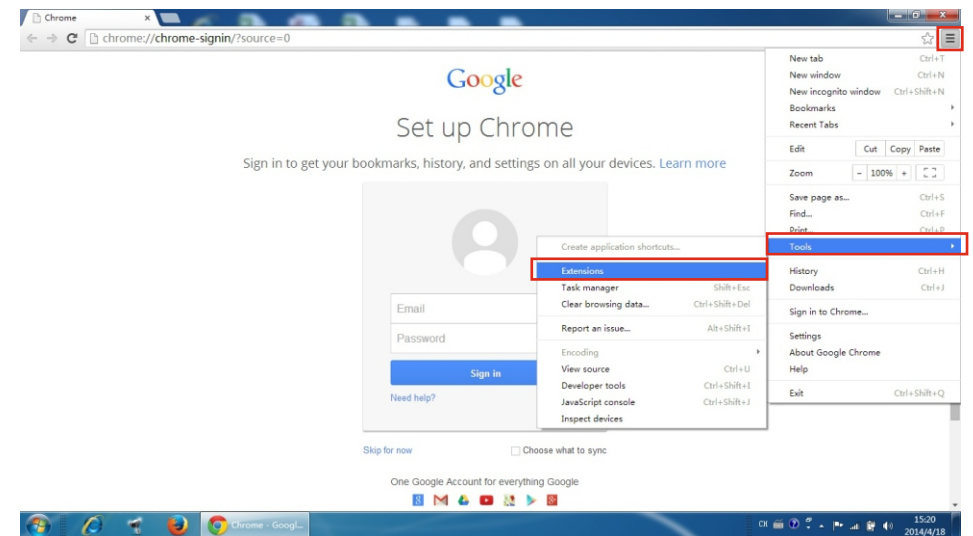 Chrome
chrome://chrome-signin/?source=0
Google
Set up Chrome
Sign in to get your bookmarks, history, and settings on all your devices. Learn more
Email
Password
Sign in
Need help?
Skip for now
Choose what to sync
One Google Account for everything Google
New tab Ctrl+T
New window Ctrl+N
New incognito window Ctrl+Shift+N
Bookmarks
Recent Tabs
Edit Cut Copy Paste
Zoom - 100% +
Save page as... Ctrl+S
Find... Ctrl+F
Print... Ctrl+P
Tools
History Ctrl+H
Downloads Ctrl+J
Sign in to Chrome...
Settings
About Google Chrome
Help
Exit Ctrl+Shift+Q
Create application shortcuts...
Extensions
Task manager Shift+Esc
Clear browsing data... Ctrl+Shift+Del
Report an issue... Alt+Shift+I
Encoding
View source Ctrl+U
Developer tools Ctrl+Shift+I
JavaScript console Ctrl+Shift+J
Inspect devices
Chrome - Googl...
CH
15:20
2014/4/18